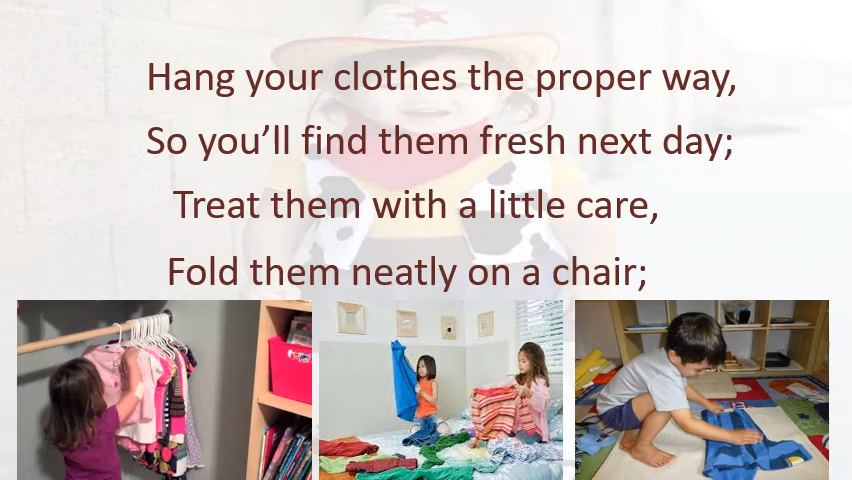 Hang your clothes the proper way,
So you’ll find them fresh next day;
Treat them with a little care,
Fold them neatly on a chair;